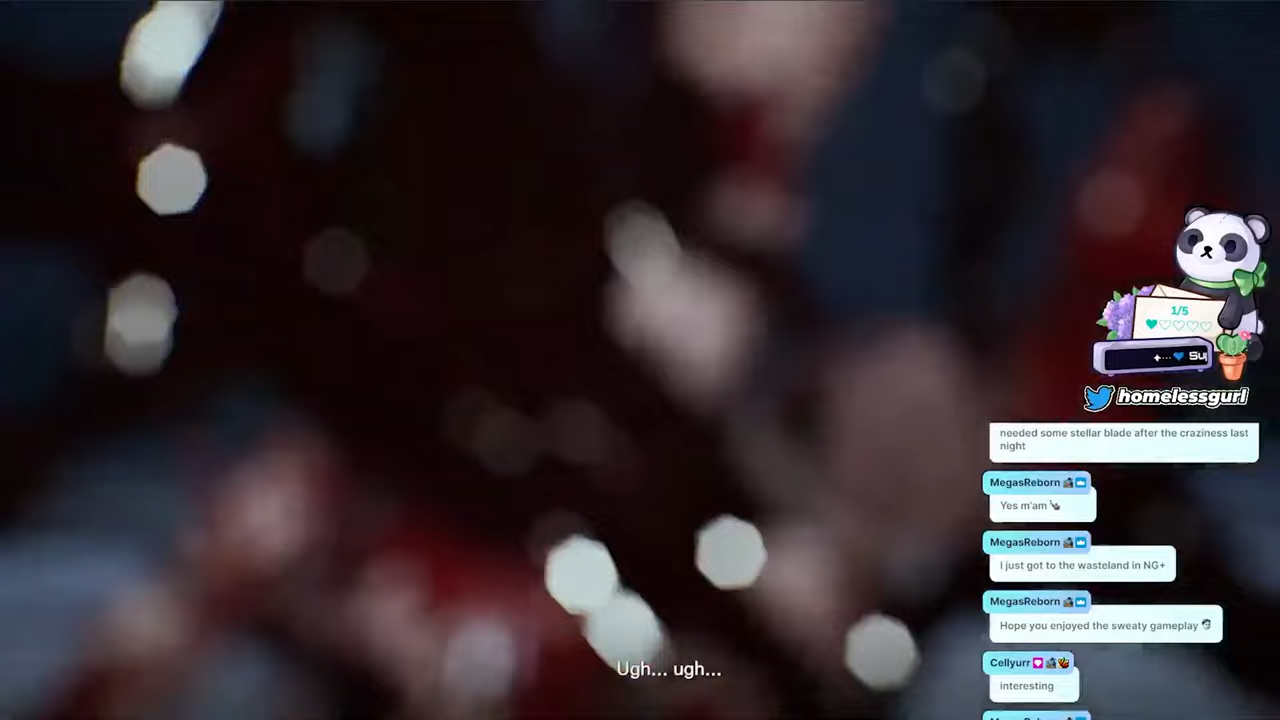 1/5
Su
homelessgurl
needed some stellar blade after the craziness last
night
MegasReborn
Yes m'am
MegasReborn
I just got to the wasteland in NG+
MegasReborn
Hope you enjoyed the sweaty gameplay
Cellyurr
interesting
Ugh... ugh...